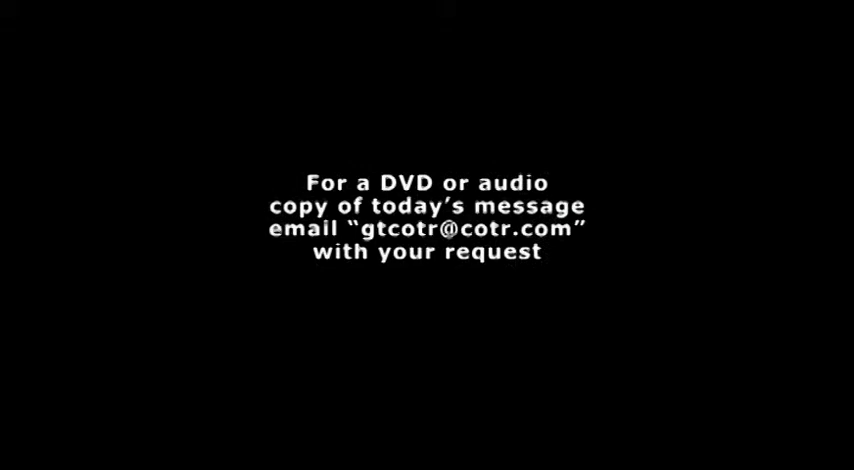 For a DVD or audio
copy of today’s message
email “gtcotr@cotr.com”
with your request